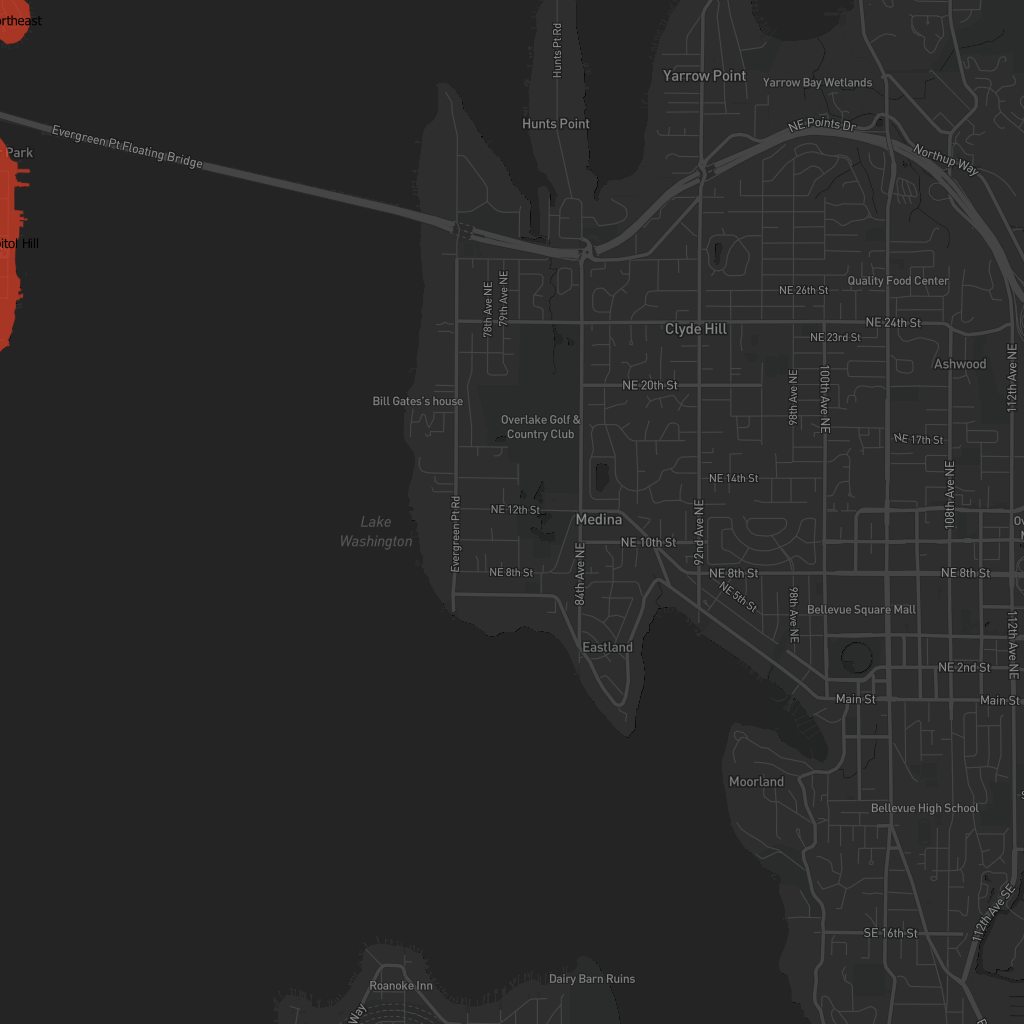 ortheast
Hunts Pt Rd
Yarrow Point
Yarrow Bay Wetlands
Hunts Point
NE Points Dr
Evergreen Pt Floating Bridge
Park
Northup Way
itol Hill
Quality Food Center
78th Ave NE
79th Ave NE
NE 26th St
NE 24th St
Clyde Hill
NE 23rd St
Ashwood
112th Ave NE
NE 20th St
98th Ave NE
100th Ave NE
Bill Gates's house
Overlake Golf &
Country Club
NE 17th St
NE 14th St
108th Ave NE
NE 12th St
Medina
Lake
Washington
Evergreen Pt Rd
92nd Ave NE
NE 10th St
84th Ave NE
NE 8th St
NE 8th St
NE 8th St
NE 5th St
98th Ave NE
Bellevue Square Mall
112th Ave NE
Eastland
NE 2nd St
Main St
Main St
Moorland
Bellevue High School
112th Ave SE
SE 16th St
Dairy Barn Ruins
Roanoke Inn
Way